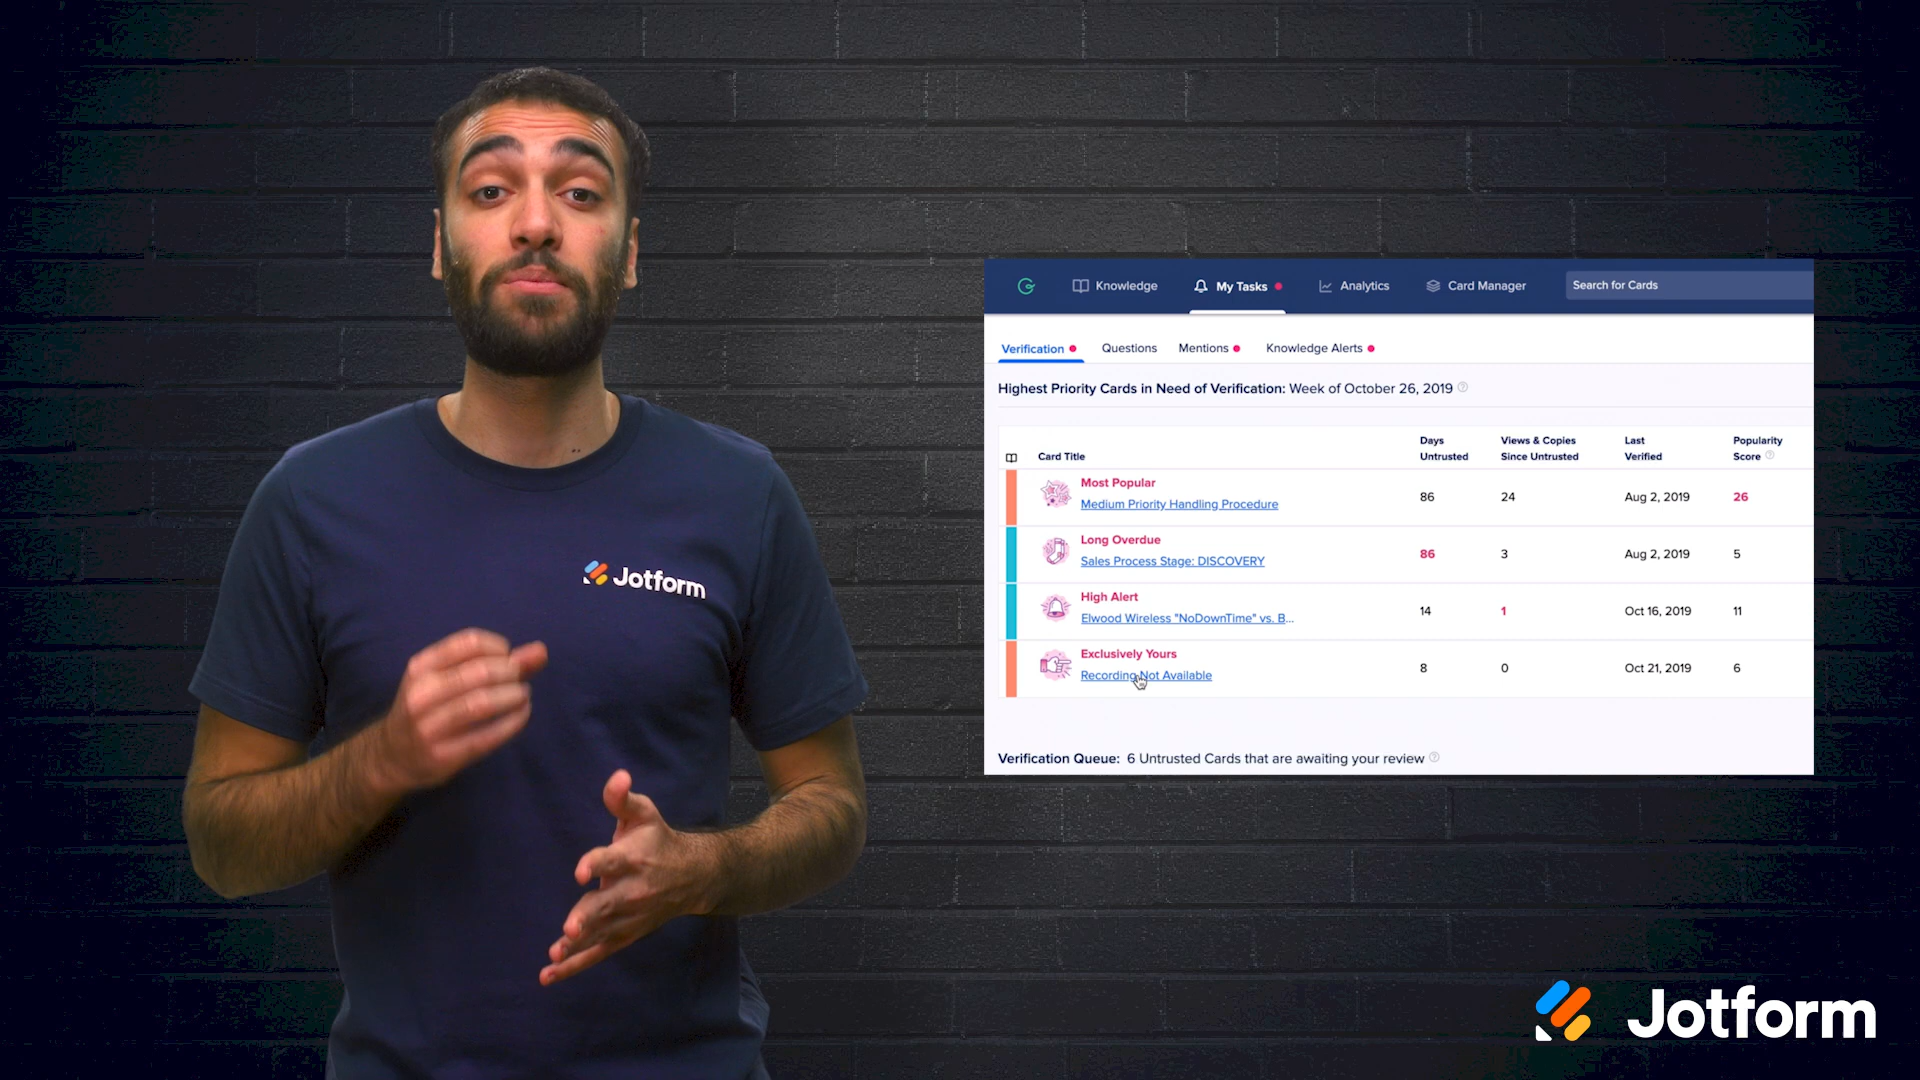 Jotform
Knowledge
My Tasks
Analytics
Card Manager
Search for Cards
Verification
Questions
Mentions
Knowledge Alerts
Highest Priority Cards in Need of Verification: Week of October 26, 2019
Card Title
Days Untrusted
Views & Copies Since Untrusted
Last Verified
Popularity Score
Most Popular
Medium Priority Handling Procedure
86 24 Aug 2, 2019 26
Long Overdue
Sales Process Stage: DISCOVERY
86 3 Aug 2, 2019 5
High Alert
Elwood Wireless "NoDownTime" vs. B...
14 1 Oct 16, 2019 11
Exclusively Yours
Recording Not Available
8 0 Oct 21, 2019 6
Verification Queue: 6 Untrusted Cards that are awaiting your review
Jotform